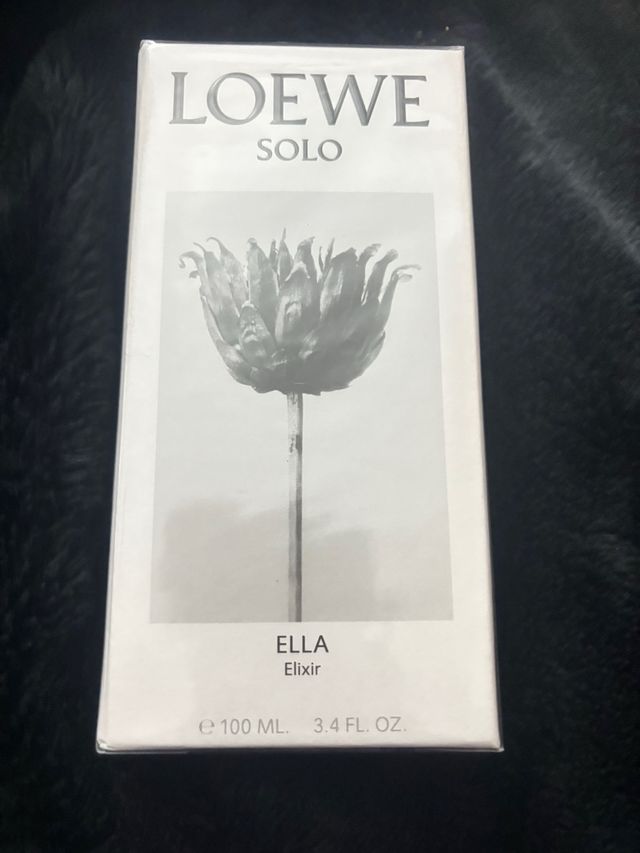 LOEWE
SOLO
ELLA
Elixir
℮ 100 ML. 3.4 FL. OZ.